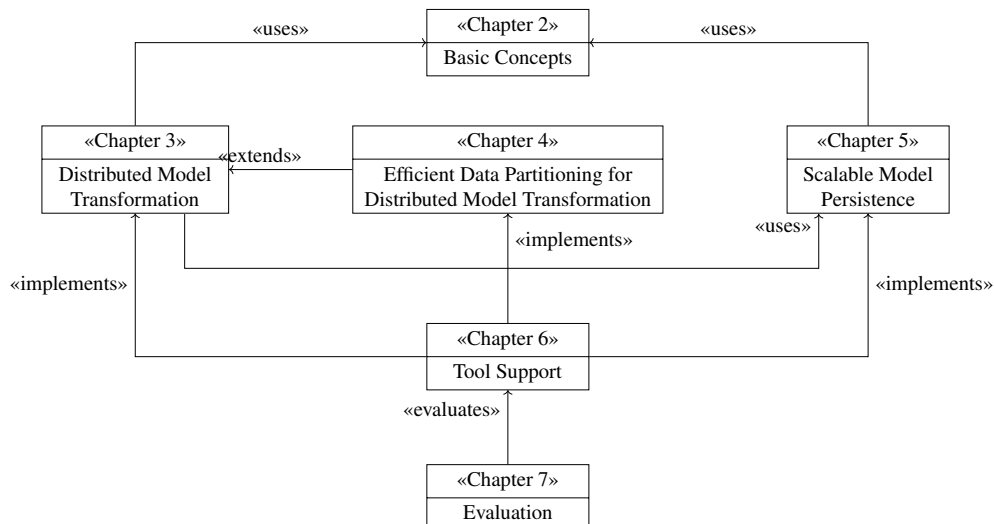 «Chapter 2»
Basic Concepts
«uses»
«uses»
«Chapter 3»
Distributed Model
Transformation
«extends»
«Chapter 4»
Efficient Data Partitioning for
Distributed Model Transformation
«Chapter 5»
Scalable Model
Persistence
«uses»
«implements»
«implements»
«implements»
«Chapter 6»
Tool Support
«evaluates»
«Chapter 7»
Evaluation